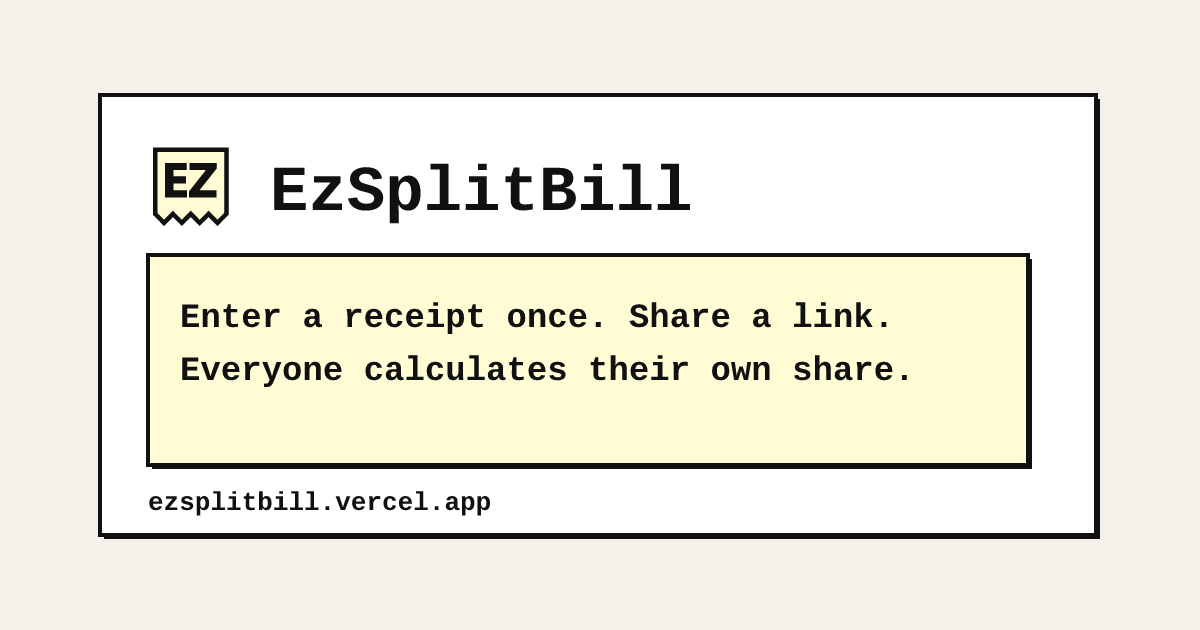 EZ
EzSplitBill
Enter a receipt once. Share a link.
Everyone calculates their own share.
ezsplitbill.vercel.app